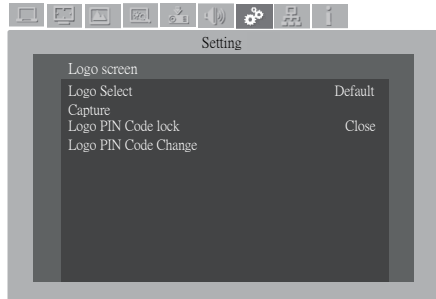 Setting
Logo screen
Logo Select Default
Capture
Logo PIN Code lock Close
Logo PIN Code Change